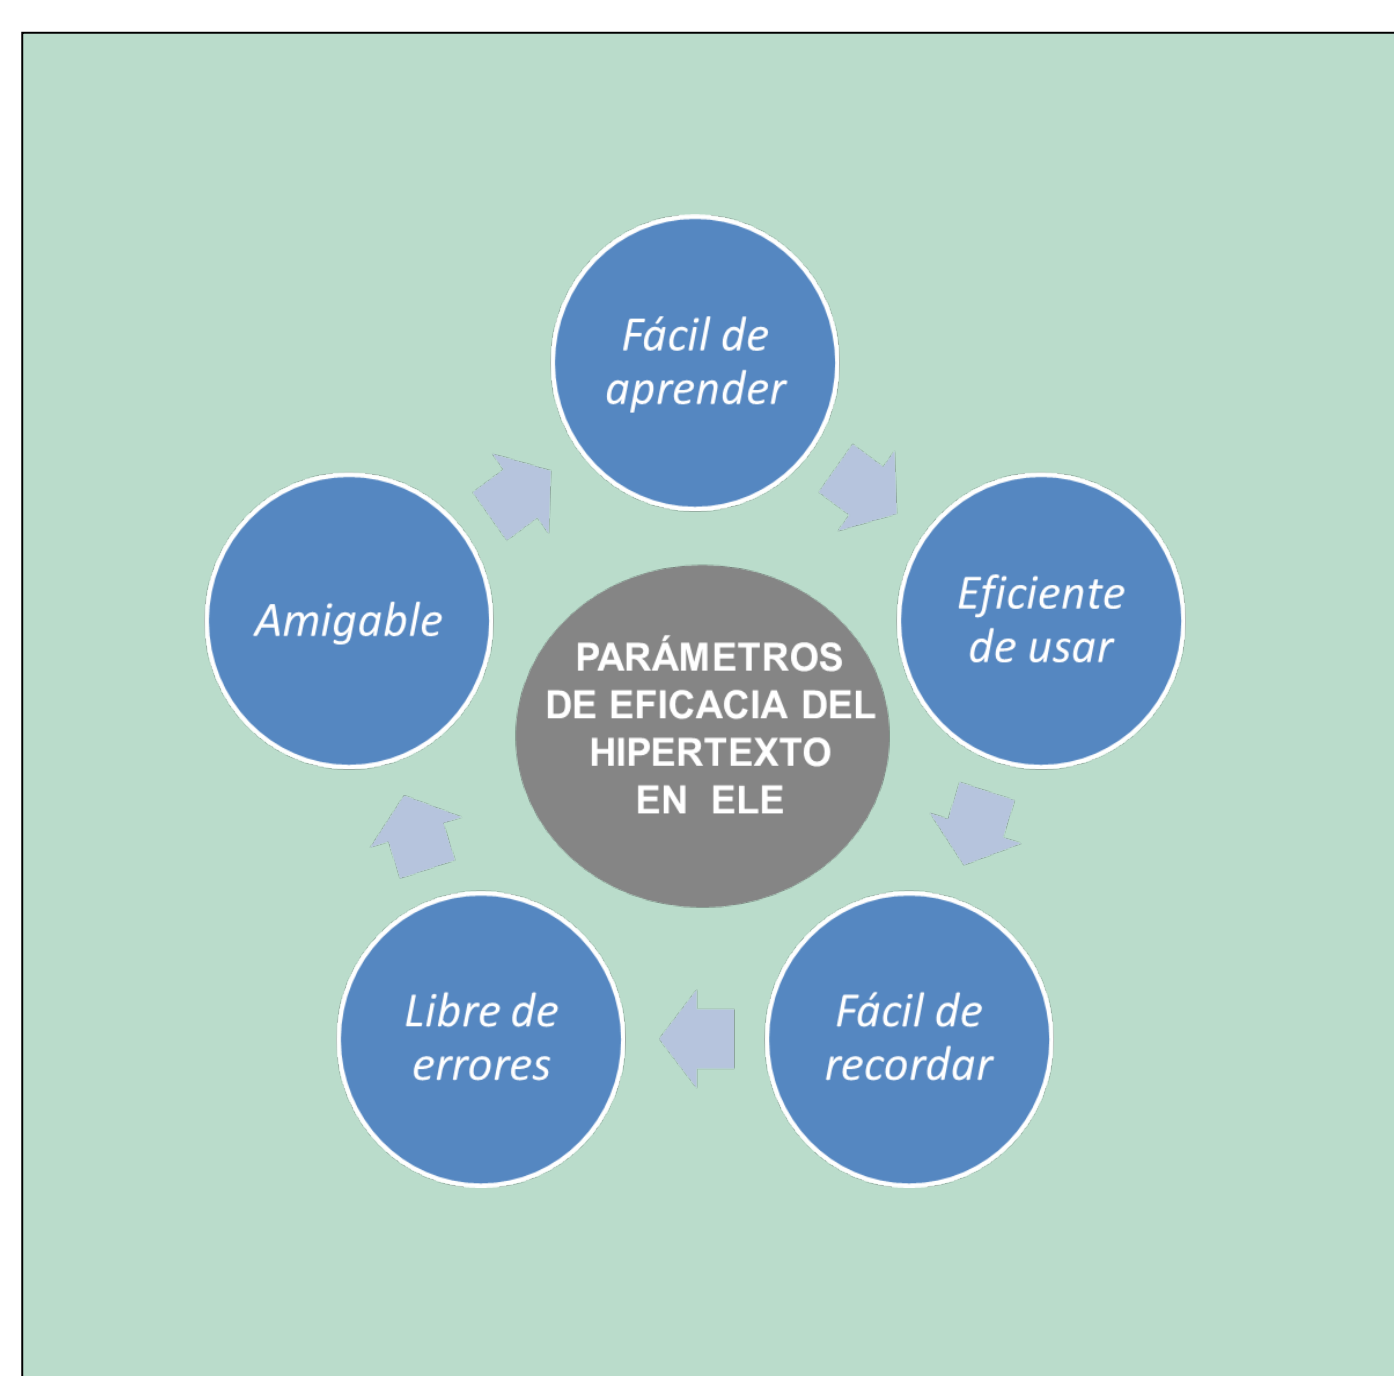 Fácil de
aprender
Eficiente
de usar
Fácil de
recordar
Libre de
errores
Amigable
PARÁMETROS
DE EFICACIA DEL
HIPERTEXTO
EN ELE